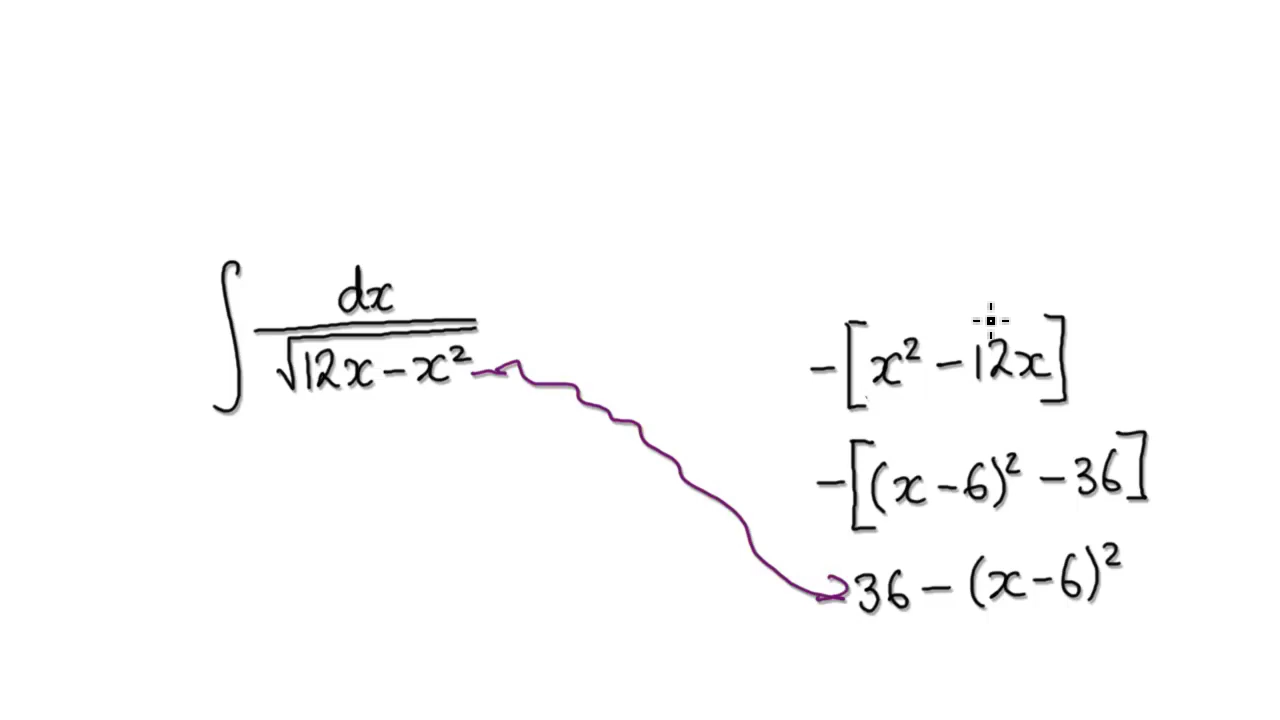 ∫ dx / √12x − x²
−[x² − 12x]
−[(x − 6)² − 36]
36 − (x − 6)²